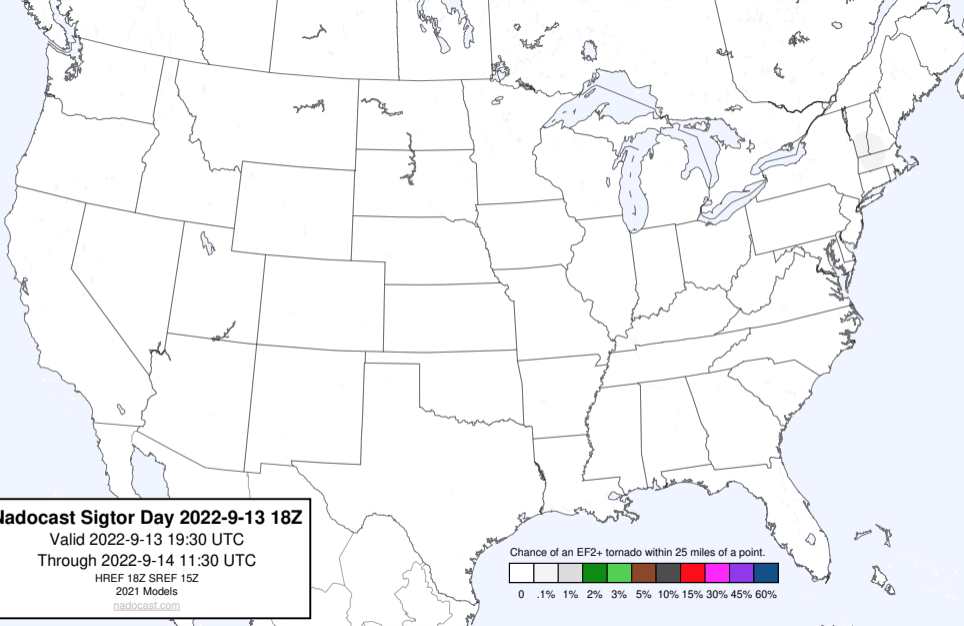 Nadocast Sigtor Day 2022-9-13 18Z
Valid 2022-9-13 19:30 UTC
Through 2022-9-14 11:30 UTC
HREF 18Z SREF 15Z
2021 Models
nadocast.com
Chance of an EF2+ tornado within 25 miles of a point.
0 .1% 1% 2% 3% 5% 10% 15% 30% 45% 60%